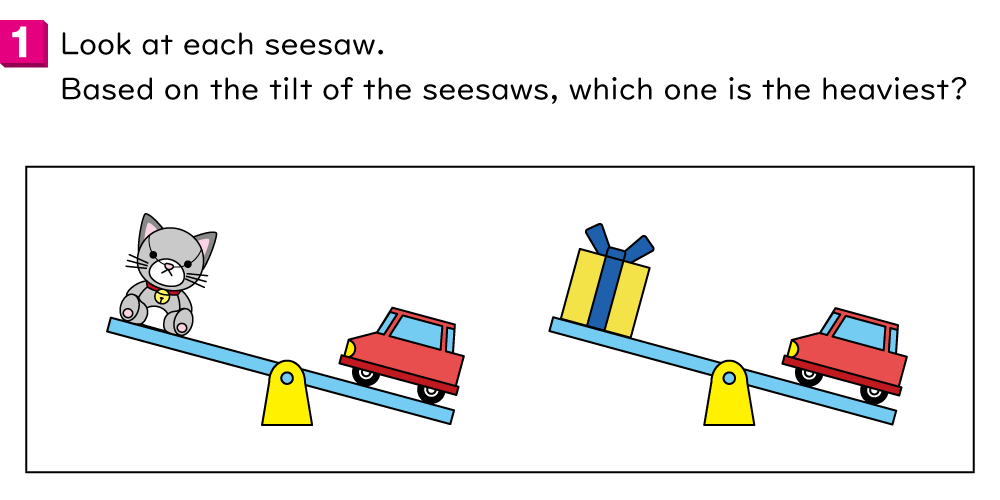 1 Look at each seesaw.
Based on the tilt of the seesaws, which one is the heaviest?